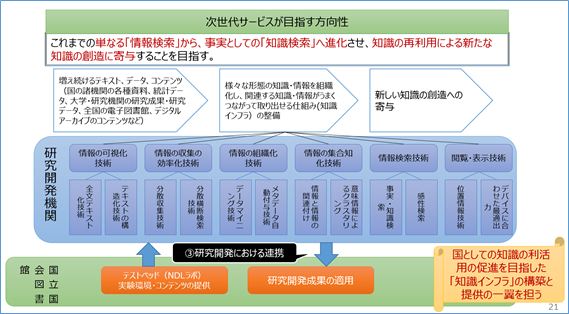 次世代サービスが目指す方向性
これまでの単なる「情報検索」から、事実としての「知識検索」へ進化させ、知識の再利用による新たな
知識の創造に寄与することを目指す。
増え続けるテキスト、データ、コンテンツ
（国の諸機関の各種資料、統計デー
タ、大学・研究機関の研究成果・研究
データ、全国の電子図書館、デジタル
アーカイブのコンテンツなど）
様々な形態の知識・情報を組織
化し、関連する知識・情報がうまく
つながって取り出せる仕組み（知識
インフラ）の整備
新しい知識の創造への
寄与
研究開発機関
情報の可視化
技術
全文テキスト
化技術
テキストの構
造化技術
情報の収集の
効率化技術
分散収集技術
分散横断検索
技術
情報の組織化
技術
データマイニ
ング技術
メタデータ自
動付与技術
情報の集合知
化技術
情報と情報の
関連付け
意味情報によ
るクラスタリ
ング
情報検索技術
事実・知識検
索
感性検索
閲覧・表示技術
位置情報技術
デバイスに合
わせた最適出
力
③研究開発における連携
国立国会図書館
テストベッド（NDLラボ）
実験環境・コンテンツの提供
研究開発成果の適用
国としての知識の利活
用の促進を目指した
「知識インフラ」の構築と
提供の一翼を担う
21